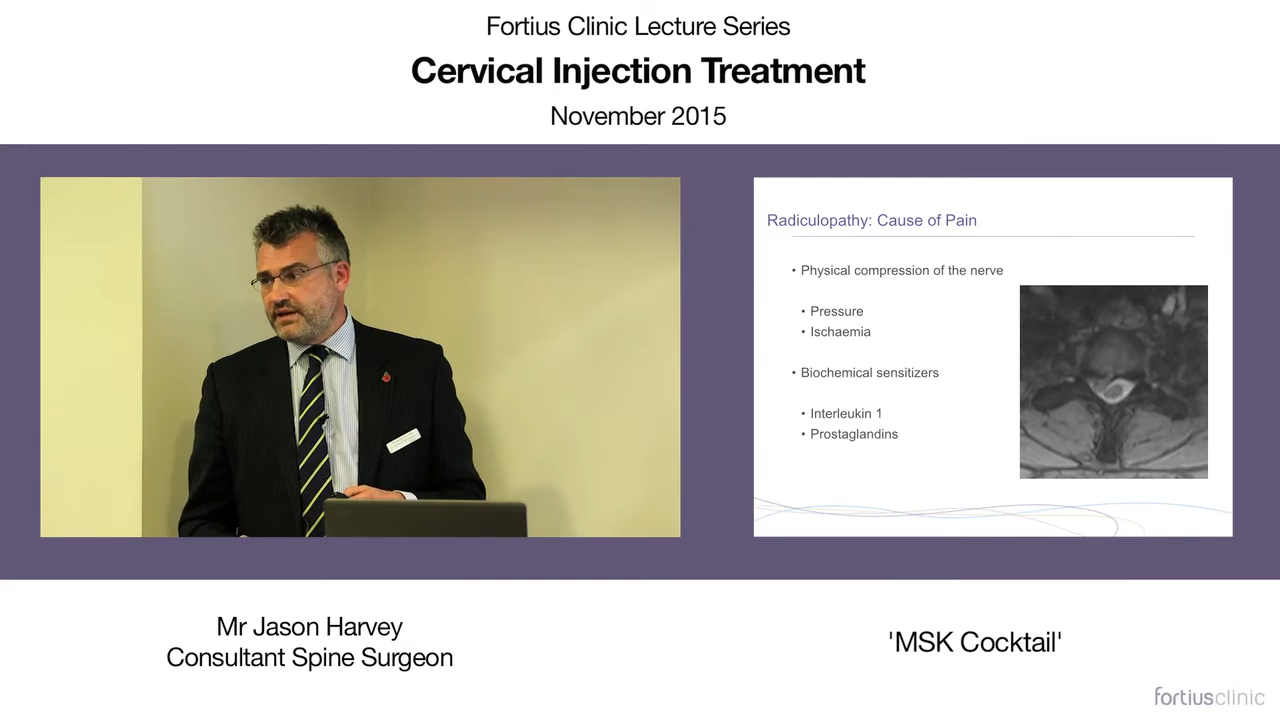 Fortius Clinic Lecture Series
Cervical Injection Treatment
November 2015
Radiculopathy: Cause of Pain
• Physical compression of the nerve
• Pressure
• Ischaemia
• Biochemical sensitizers
• Interleukin 1
• Prostaglandins
Mr Jason Harvey
Consultant Spine Surgeon
'MSK Cocktail'
fortiusclinic